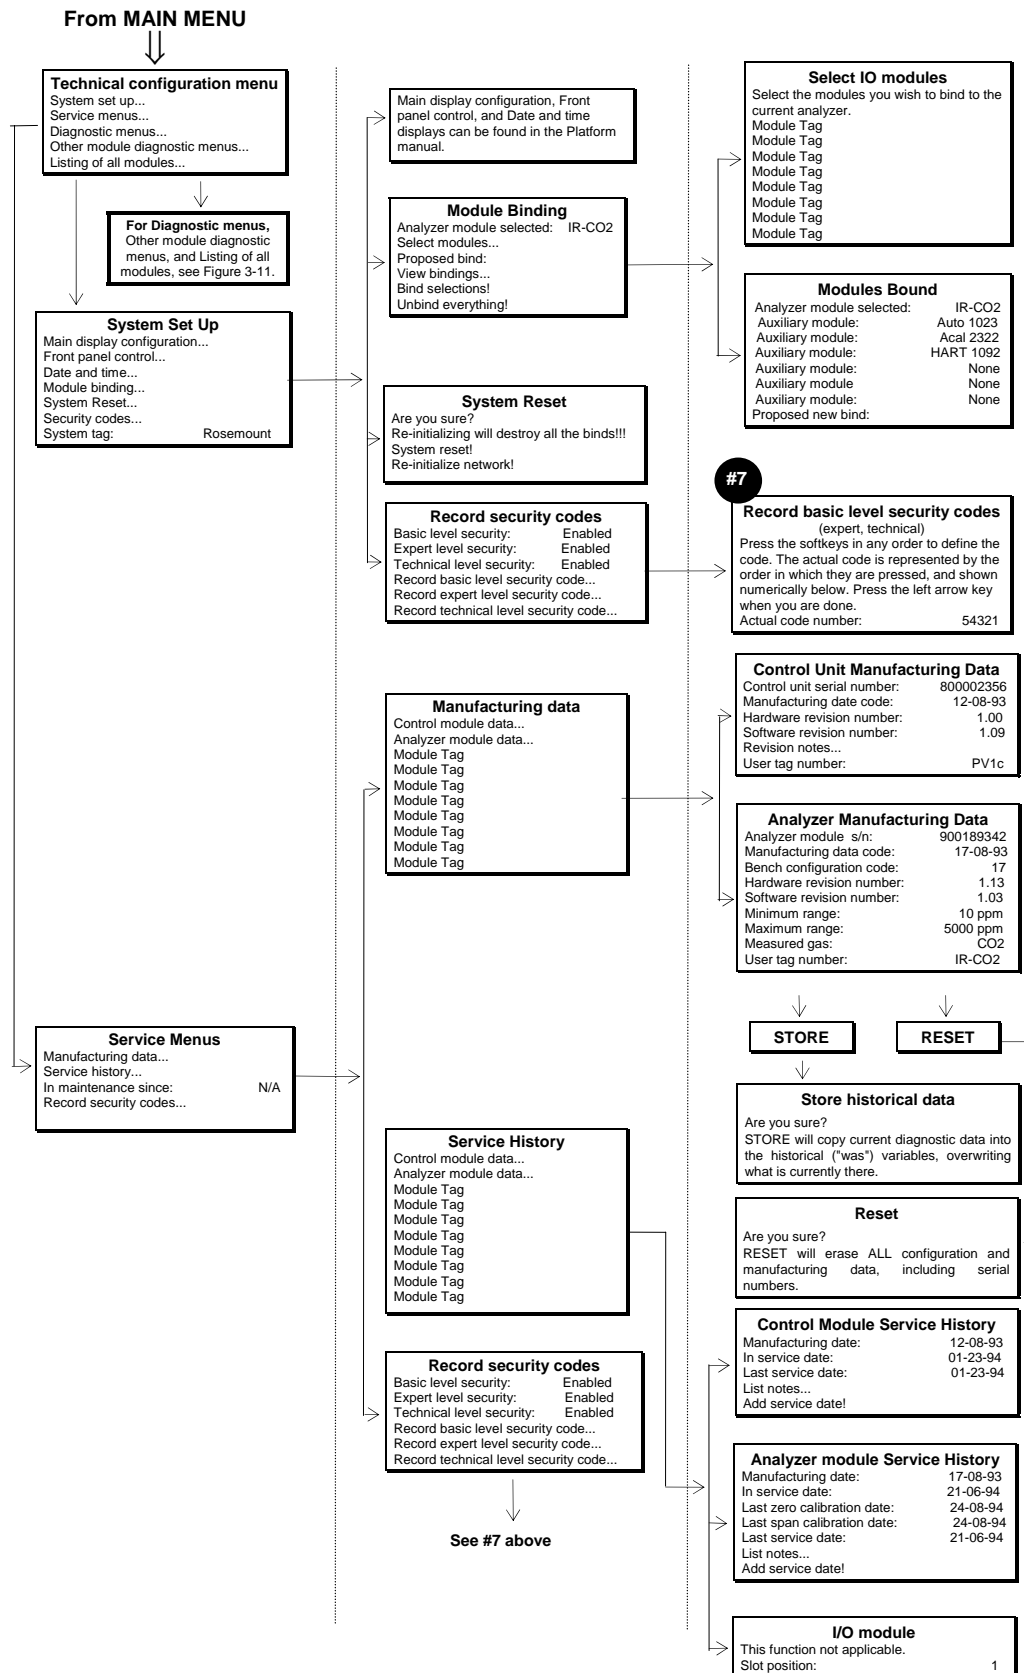 From MAIN MENU
Technical configuration menu
System set up...
Service menus...
Diagnostic menus...
Other module diagnostic menus...
Listing of all modules...
For Diagnostic menus,
Other module diagnostic
menus, and Listing of all
modules, see Figure 3-11.
System Set Up
Main display configuration...
Front panel control...
Date and time...
Module binding...
System Reset...
Security codes...
System tag: Rosemount
Service Menus
Manufacturing data...
Service history...
In maintenance since: N/A
Record security codes...
Main display configuration, Front
panel control, and Date and time
displays can be found in the Platform
manual.
Module Binding
Analyzer module selected: IR-CO2
Select modules...
Proposed bind:
View bindings...
Bind selections!
Unbind everything!
System Reset
Are you sure?
Re-initializing will destroy all the binds!!!
System reset!
Re-initialize network!
Record security codes
Basic level security: Enabled
Expert level security: Enabled
Technical level security: Enabled
Record basic level security code...
Record expert level security code...
Record technical level security code...
Manufacturing data
Control module data...
Analyzer module data...
Module Tag
Module Tag
Module Tag
Module Tag
Module Tag
Module Tag
Module Tag
Module Tag
Service History
Control module data...
Analyzer module data...
Module Tag
Module Tag
Module Tag
Module Tag
Module Tag
Module Tag
Module Tag
Module Tag
Record security codes
Basic level security: Enabled
Expert level security: Enabled
Technical level security: Enabled
Record basic level security code...
Record expert level security code...
Record technical level security code...
See #7 above
Select IO modules
Select the modules you wish to bind to the
current analyzer.
Module Tag
Module Tag
Module Tag
Module Tag
Module Tag
Module Tag
Module Tag
Module Tag
Modules Bound
Analyzer module selected: IR-CO2
Auxiliary module: Auto 1023
Auxiliary module: Acal 2322
Auxiliary module: HART 1092
Auxiliary module: None
Auxiliary module None
Auxiliary module: None
Proposed new bind:
#7
Record basic level security codes
(expert, technical)
Press the softkeys in any order to define the
code. The actual code is represented by the
order in which they are pressed, and shown
numerically below. Press the left arrow key
when you are done.
Actual code number: 54321
Control Unit Manufacturing Data
Control unit serial number: 800002356
Manufacturing date code: 12-08-93
Hardware revision number: 1.00
Software revision number: 1.09
Revision notes...
User tag number: PV1c
Analyzer Manufacturing Data
Analyzer module s/n: 900189342
Manufacturing data code: 17-08-93
Bench configuration code: 17
Hardware revision number: 1.13
Software revision number: 1.03
Minimum range: 10 ppm
Maximum range: 5000 ppm
Measured gas: CO2
User tag number: IR-CO2
STORE
RESET
Store historical data
Are you sure?
STORE will copy current diagnostic data into
the historical ("was") variables, overwriting
what is currently there.
Reset
Are you sure?
RESET will erase ALL configuration and
manufacturing data, including serial
numbers.
Control Module Service History
Manufacturing date: 12-08-93
In service date: 01-23-94
Last service date: 01-23-94
List notes...
Add service date!
Analyzer module Service History
Manufacturing date: 17-08-93
In service date: 21-06-94
Last zero calibration date: 24-08-94
Last span calibration date: 24-08-94
Last service date: 21-06-94
List notes...
Add service date!
I/O module
This function not applicable.
Slot position: 1